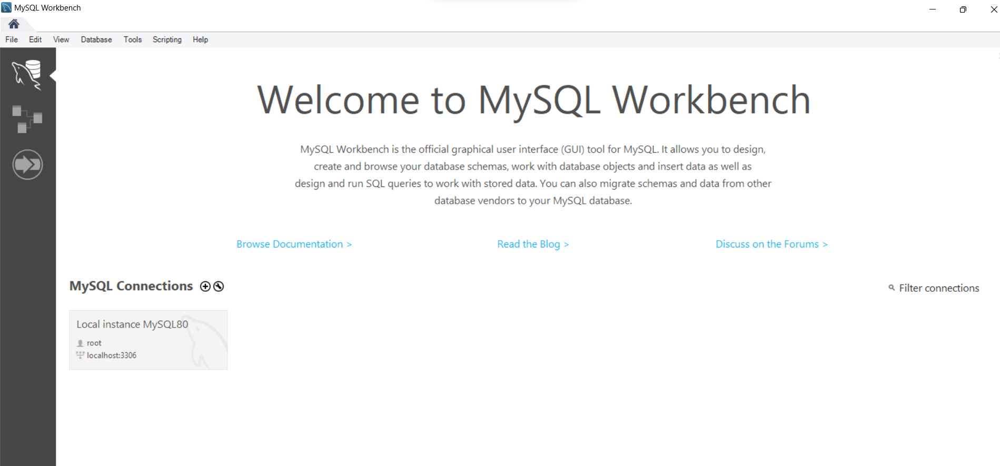 MySQL Workbench
File Edit View Database Tools Scripting Help
Welcome to MySQL Workbench
MySQL Workbench is the official graphical user interface (GUI) tool for MySQL. It allows you to design,
create and browse your database schemas, work with database objects and insert data as well as
design and run SQL queries to work with stored data. You can also migrate schemas and data from other
database vendors to your MySQL database.
Browse Documentation > Read the Blog > Discuss on the Forums >
MySQL Connections Filter connections
Local instance MySQL80
root
localhost:3306